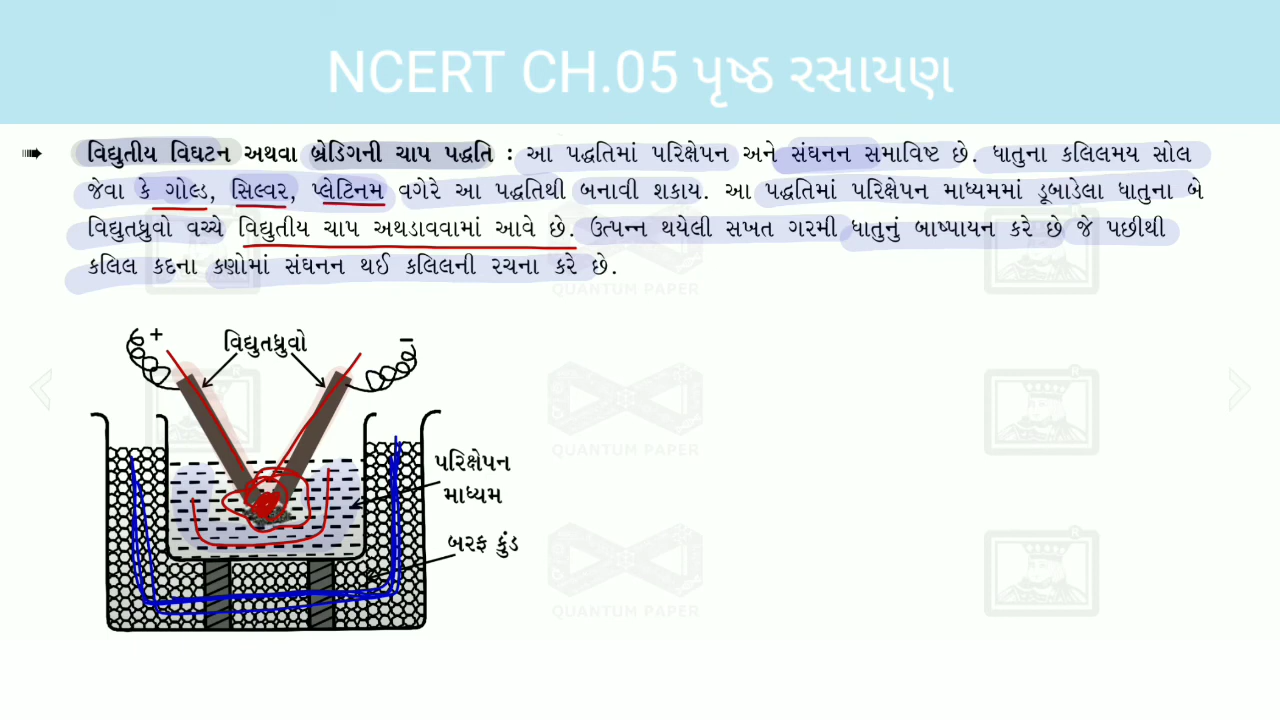 NCERT CH.05 પૃષ્ઠ રસાયણ
➠ વિદ્યુતીય વિઘટન અથવા બ્રેડિગની ચાપ પદ્ધતિ : આ પદ્ધતિમાં પરિક્ષેપન અને સંઘનન સમાવિષ્ટ છે. ધાતુના કલિલમય સોલ
જેવા કે ગોલ્ડ, સિલ્વર, પ્લેટિનમ વગેરે આ પદ્ધતિથી બનાવી શકાય. આ પદ્ધતિમાં પરિક્ષેપન માધ્યમમાં ડૂબાડેલા ધાતુના બે
વિદ્યુતધ્રુવો વચ્ચે વિદ્યુતીય ચાપ અથડાવવામાં આવે છે. ઉત્પન્ન થયેલી સખત ગરમી ધાતુનું બાષ્પાયન કરે છે જે પછીથી
કલિલ કદના કણોમાં સંઘનન થઈ કલિલની રચના કરે છે.
QUANTUM PAPER
+ વિદ્યુતધ્રુવો −
QUANTUM PAPER
પરિક્ષેપન
માધ્યમ
બરફ કુંડ
QUANTUM PAPER